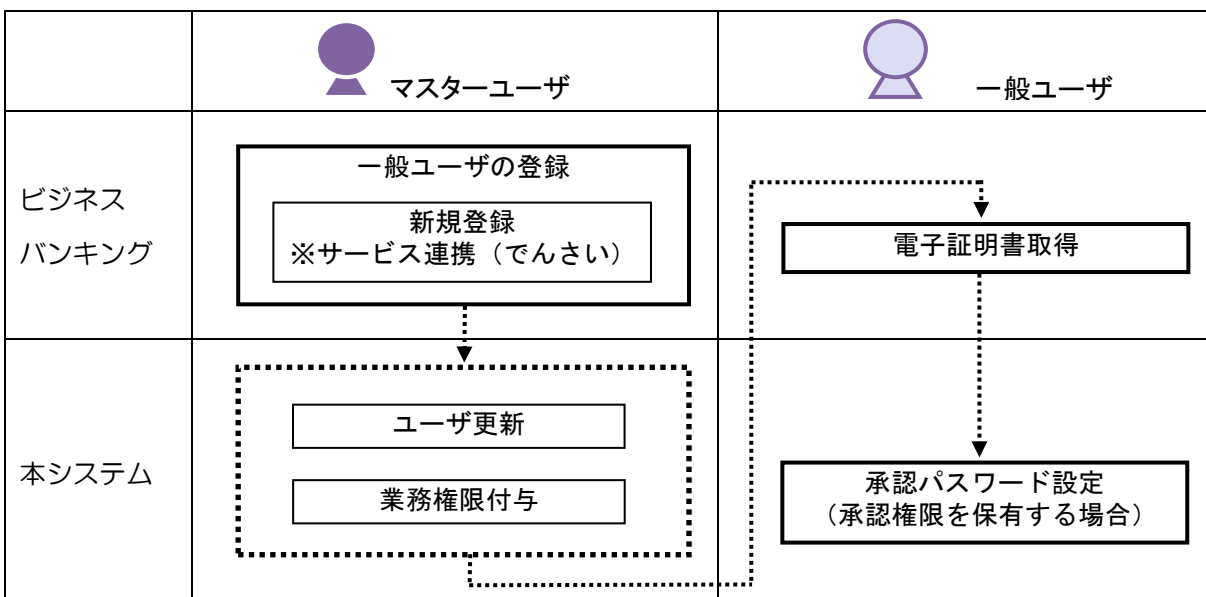 マスターユーザ
一般ユーザ
ビジネス
バンキング
一般ユーザの登録
新規登録
※サービス連携（でんさい）
電子証明書取得
本システム
ユーザ更新
業務権限付与
承認パスワード設定
（承認権限を保有する場合）